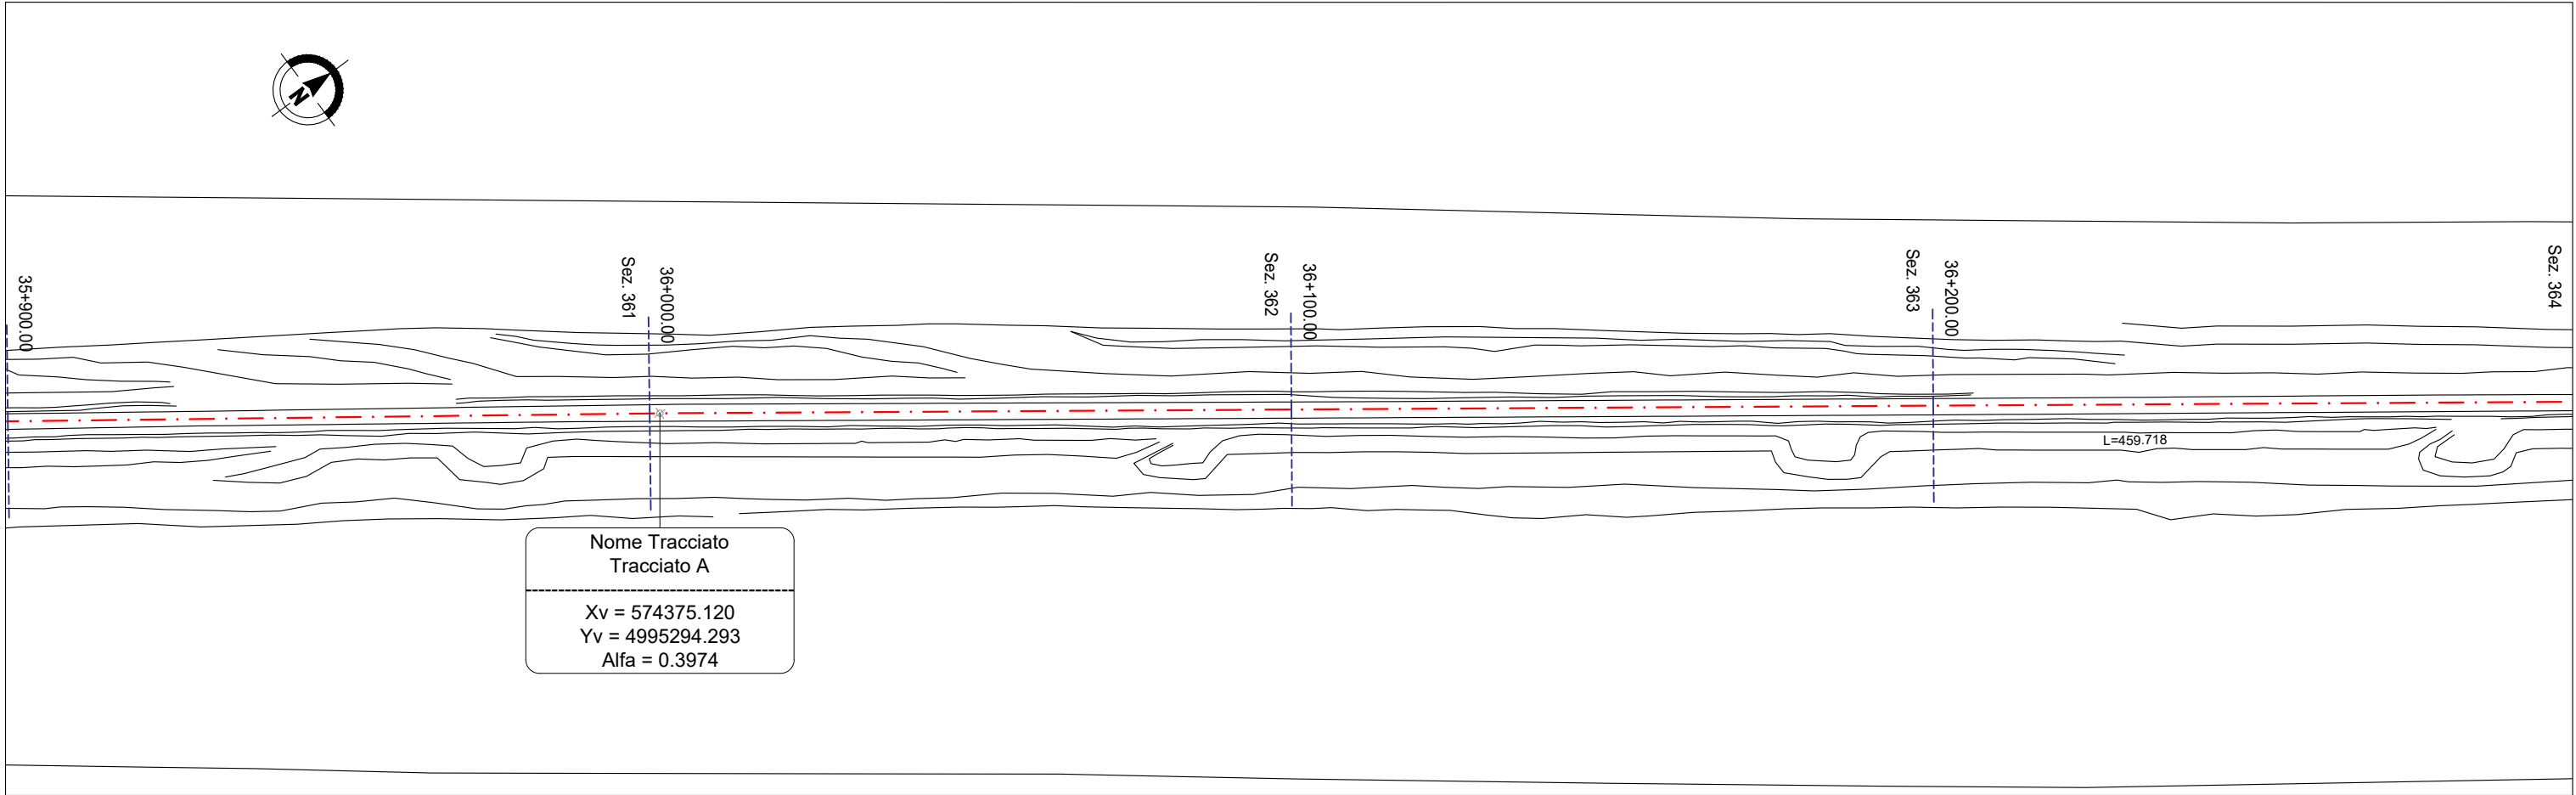 N
35+900.00
Sez. 361
36+000.00
Sez. 362
36+100.00
Sez. 363
36+200.00
Sez. 364
L=459.718
Nome Tracciato
Tracciato A
Xv = 574375.120
Yv = 4995294.293
Alfa = 0.3974